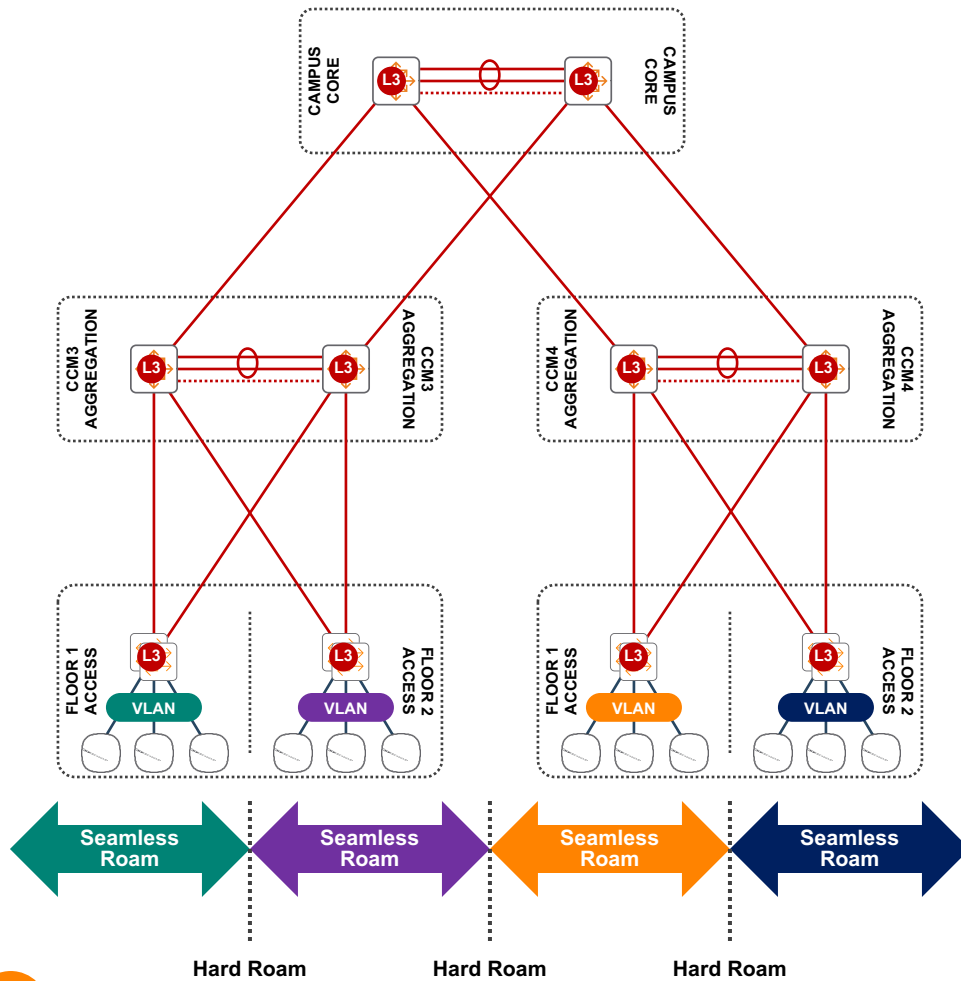 CAMPUS
CORE
L3
L3
CAMPUS
CORE
CCM3
AGGREGATION
L3
L3
CCM3
AGGREGATION
CCM4
AGGREGATION
L3
L3
CCM4
AGGREGATION
FLOOR 1
ACCESS
L3
VLAN
L3
VLAN
FLOOR 2
ACCESS
FLOOR 1
ACCESS
L3
VLAN
L3
VLAN
FLOOR 2
ACCESS
Seamless
Roam
Seamless
Roam
Seamless
Roam
Seamless
Roam
Hard Roam
Hard Roam
Hard Roam